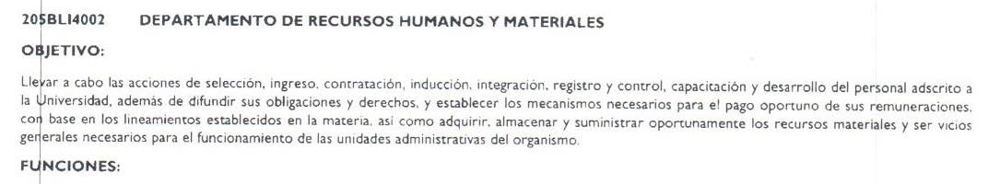 205BLI4002 DEPARTAMENTO DE RECURSOS HUMANOS Y MATERIALES
OBJETIVO:
Llevar a cabo las acciones de selección, ingreso, contratación, inducción, integración, registro y control, capacitación y desarrollo del personal adscrito a
la Universidad, además de difundir sus obligaciones y derechos, y establecer los mecanismos necesarios para el pago oportuno de sus remuneraciones,
con base en los lineamientos establecidos en la materia, así como adquirir, almacenar y suministrar oportunamente los recursos materiales y ser vicios
generales necesarios para el funcionamiento de las unidades administrativas del organismo.
FUNCIONES: